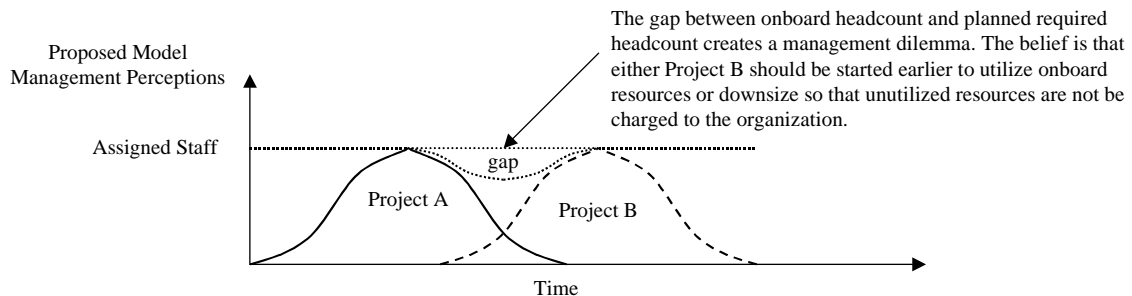 The gap between onboard headcount and planned required
headcount creates a management dilemma. The belief is that
either Project B should be started earlier to utilize onboard
resources or downsize so that unutilized resources are not be
charged to the organization.
Proposed Model
Management Perceptions
Assigned Staff
gap
Project A
Project B
Time